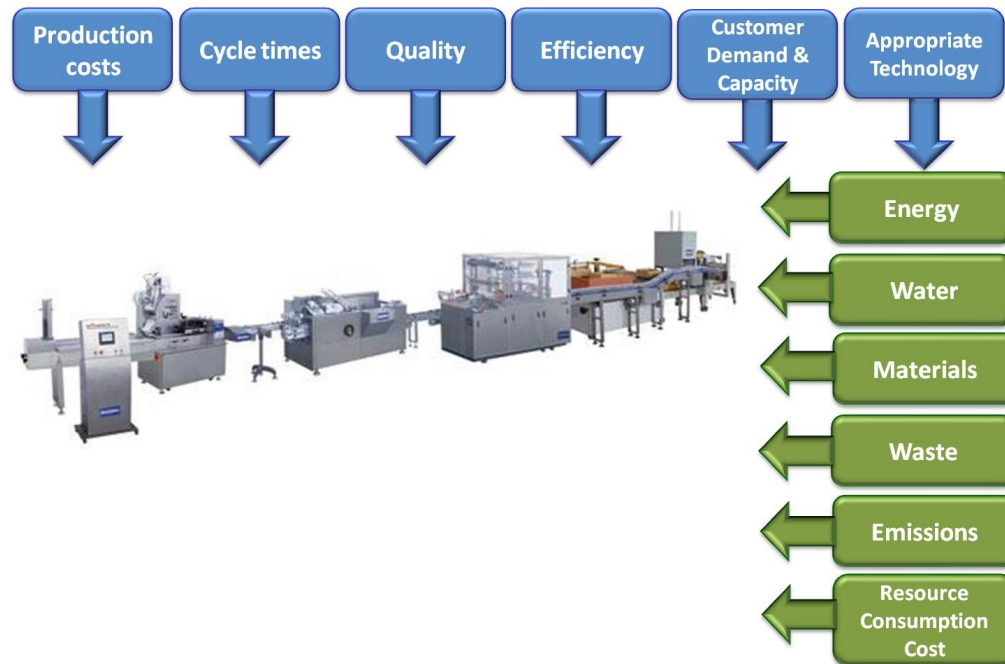 Production
costs
Cycle times
Quality
Efficiency
Customer
Demand &
Capacity
Appropriate
Technology
Energy
Water
Materials
Waste
Emissions
Resource
Consumption
Cost